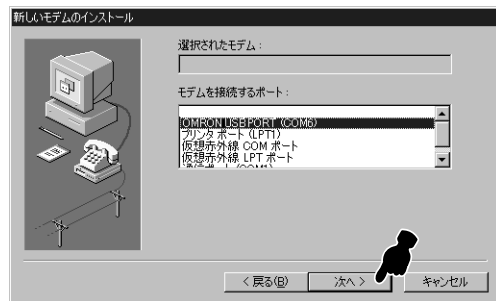 新しいモデムのインストール
選択されたモデム：
モデムを接続するポート：
OMRON USBPORT (COM6)
プリンタ ポート (LPT1)
仮想赤外線 COM ポート
仮想赤外線 LPT ポート
< 戻る(B)
次へ >
キャンセル